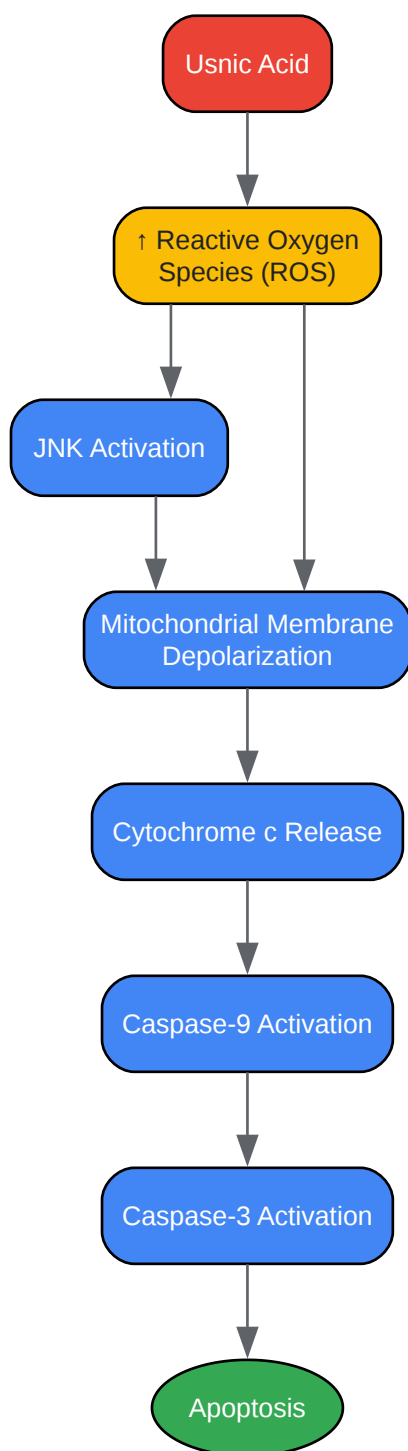 Usnic Acid
↑ Reactive Oxygen
Species (ROS)
JNK Activation
Mitochondrial Membrane
Depolarization
Cytochrome c Release
Caspase-9 Activation
Caspase-3 Activation
Apoptosis